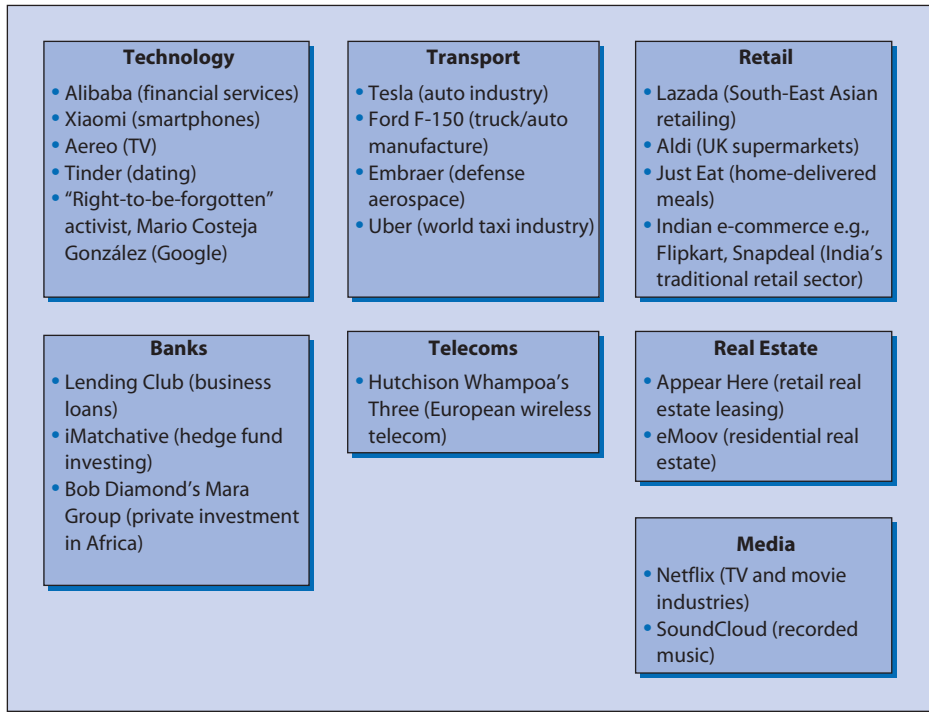 Technology
• Alibaba (financial services)
• Xiaomi (smartphones)
• Aereo (TV)
• Tinder (dating)
• “Right-to-be-forgotten”
activist, Mario Costeja
González (Google)
Transport
• Tesla (auto industry)
• Ford F-150 (truck/auto
manufacture)
• Embraer (defense
aerospace)
• Uber (world taxi industry)
Retail
• Lazada (South-East Asian
retailing)
• Aldi (UK supermarkets)
• Just Eat (home-delivered
meals)
• Indian e-commerce e.g.,
Flipkart, Snapdeal (India’s
traditional retail sector)
Banks
• Lending Club (business
loans)
• iMatchative (hedge fund
investing)
• Bob Diamond’s Mara
Group (private investment
in Africa)
Telecoms
• Hutchison Whampoa’s
Three (European wireless
telecom)
Real Estate
• Appear Here (retail real
estate leasing)
• eMoov (residential real
estate)
Media
• Netflix (TV and movie
industries)
• SoundCloud (recorded
music)